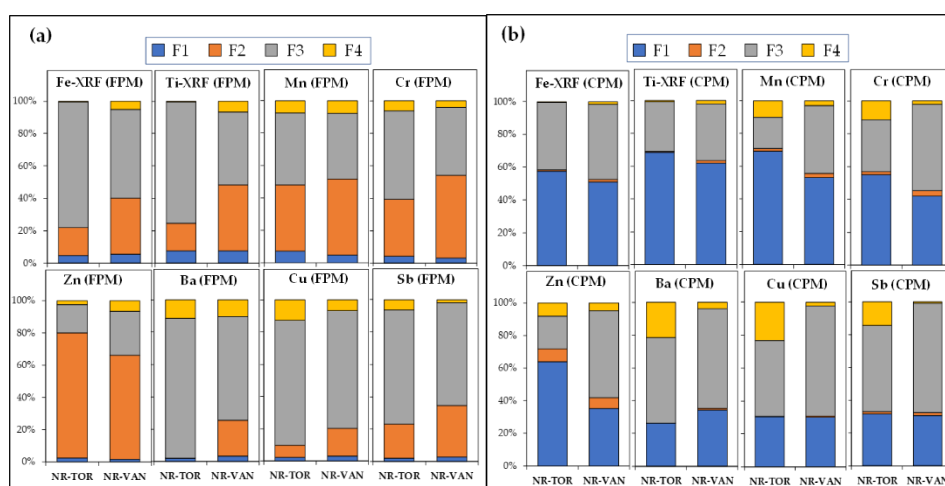 (a)
F1 F2 F3 F4
Fe-XRF (FPM) Ti-XRF (FPM) Mn (FPM) Cr (FPM)
100%
80%
60%
40%
20%
0%
Zn (FPM) Ba (FPM) Cu (FPM) Sb (FPM)
100%
80%
60%
40%
20%
0%
NR-TOR NR-VAN NR-TOR NR-VAN NR-TOR NR-VAN NR-TOR NR-VAN
(b)
F1 F2 F3 F4
Fe-XRF (CPM) Ti-XRF (CPM) Mn (CPM) Cr (CPM)
100%
80%
60%
40%
20%
0%
Zn (CPM) Ba (CPM) Cu (CPM) Sb (CPM)
100%
80%
60%
40%
20%
0%
NR-TOR NR-VAN NR-TOR NR-VAN NR-TOR NR-VAN NR-TOR NR-VAN